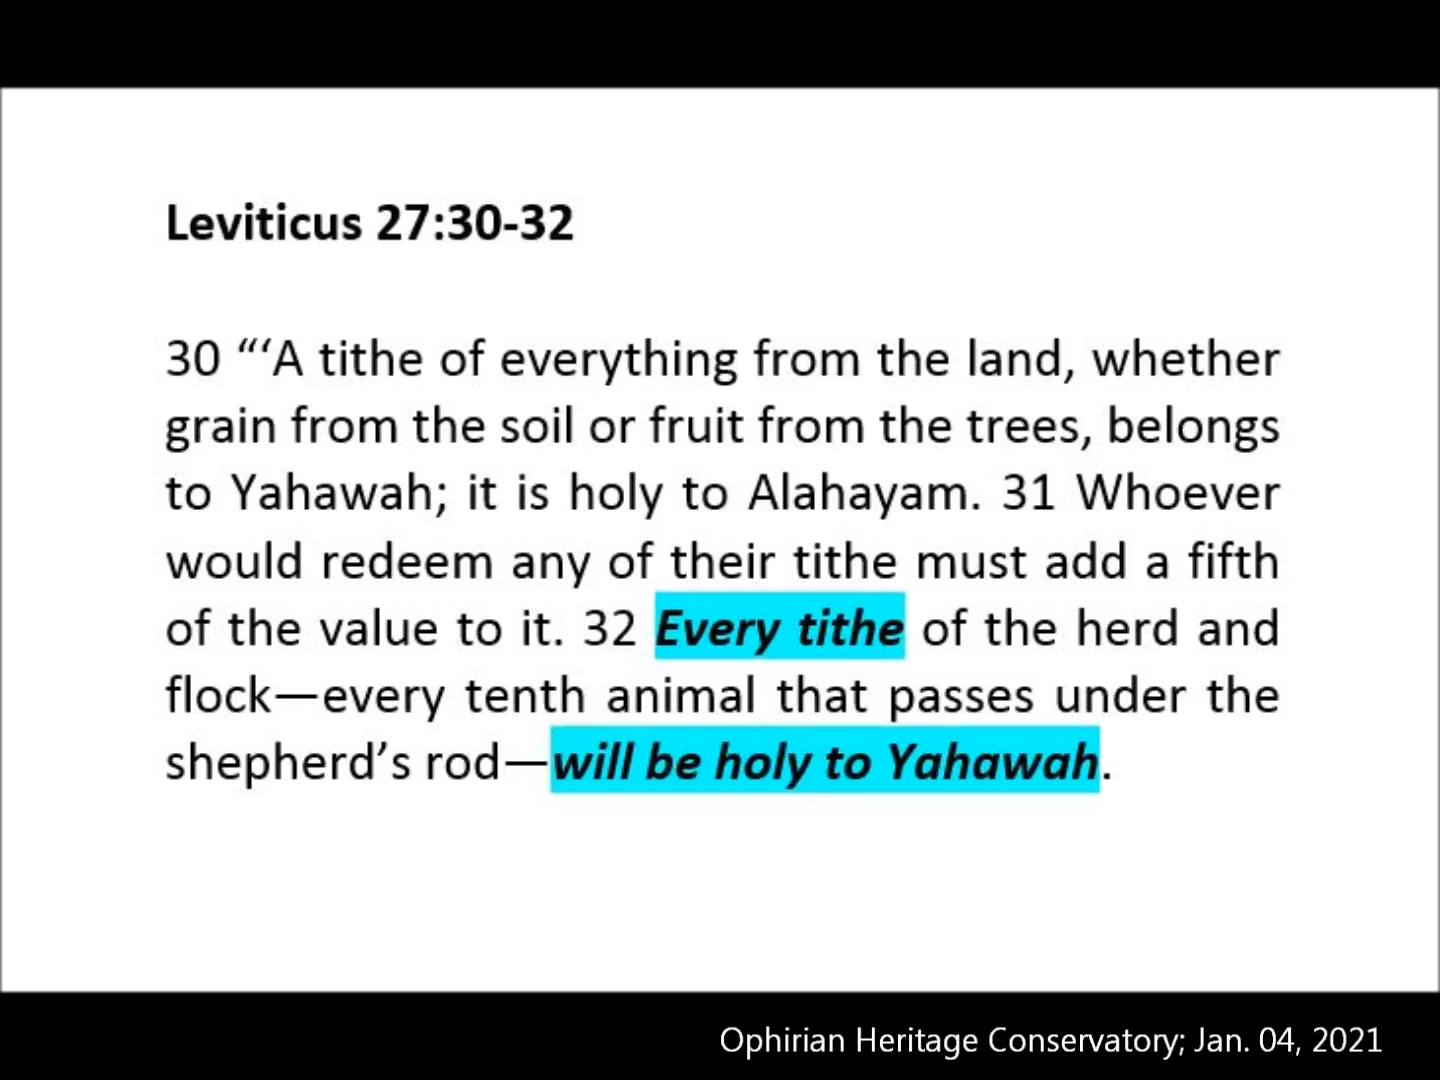 Leviticus 27:30-32
30 “‘A tithe of everything from the land, whether
grain from the soil or fruit from the trees, belongs
to Yahawah; it is holy to Alahayam. 31 Whoever
would redeem any of their tithe must add a fifth
of the value to it. 32 Every tithe of the herd and
flock—every tenth animal that passes under the
shepherd’s rod—will be holy to Yahawah.
Ophirian Heritage Conservatory; Jan. 04, 2021